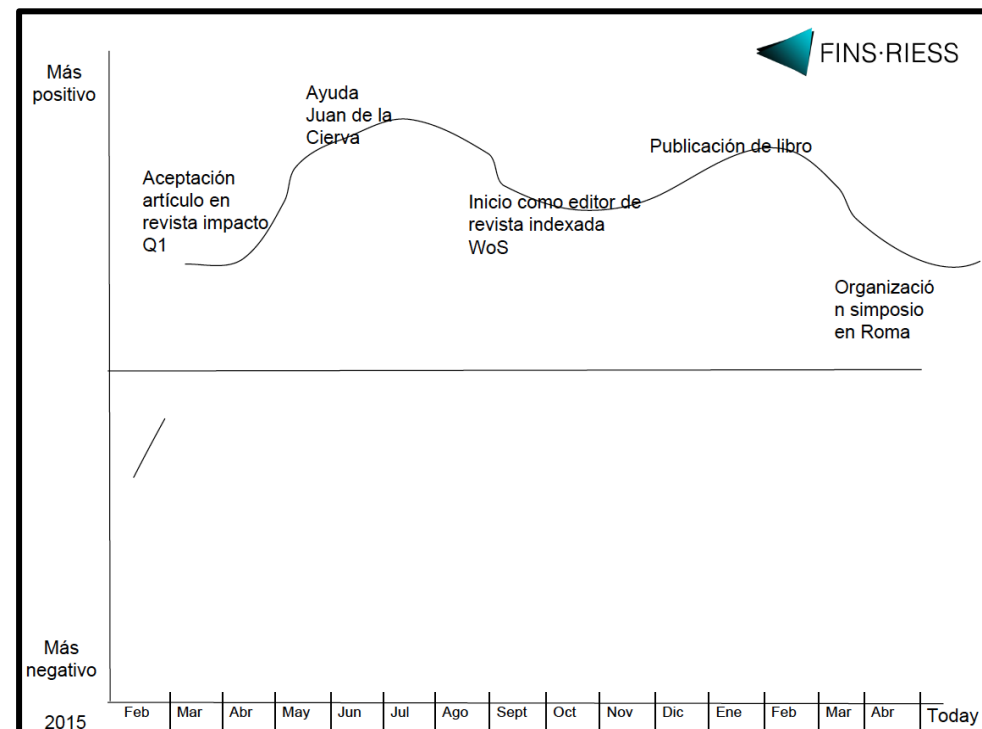 FINS·RIESS
Más
positivo
Ayuda
Juan de la
Cierva
Publicación de libro
Aceptación
artículo en
revista impacto
Q1
Inicio como editor de
revista indexada
WoS
Organizació
n simposio
en Roma
Más
negativo
2015
Feb Mar Abr May Jun Jul Ago Sept Oct Nov Dic Ene Feb Mar Abr Today